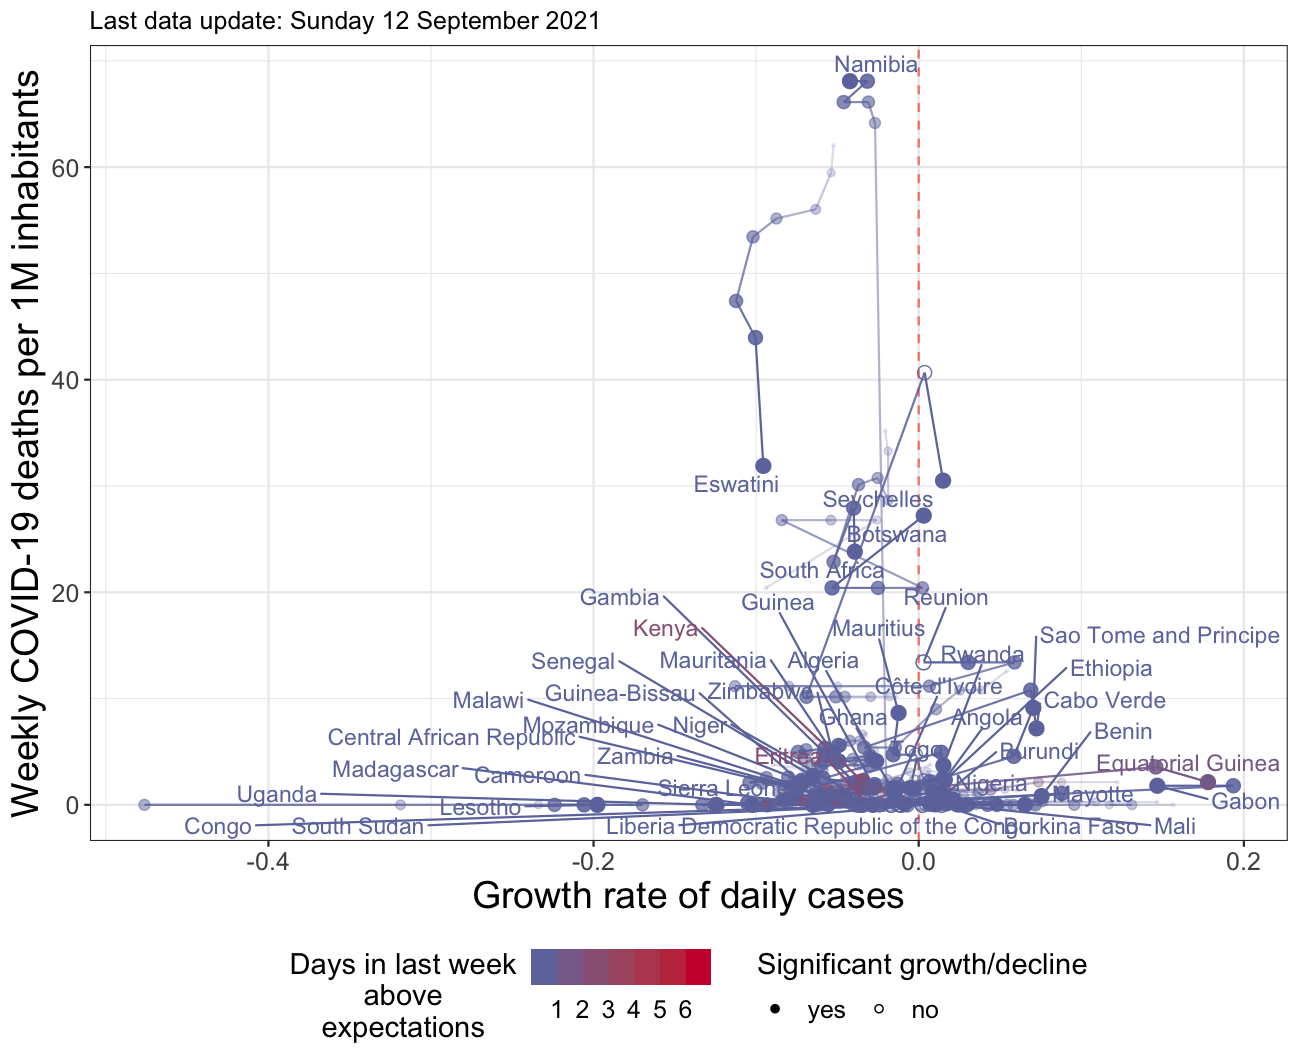 Last data update: Sunday 12 September 2021
Weekly COVID-19 deaths per 1M inhabitants
60
40
20
0
Namibia
Eswatini
Seychelles
Botswana
South Africa
Gambia
Guinea
Reunion
Kenya
Mauritius
Sao Tome and Principe
Senegal
Mauritania
Algeria
Rwanda
Ethiopia
Malawi
Guinea-Bissau
Zimbabwe
Côte d'Ivoire
Cabo Verde
Mozambique
Niger
Ghana
Angola
Benin
Central African Republic
Zambia
Eritrea
Togo
Burundi
Equatorial Guinea
Madagascar
Cameroon
Sierra Leone
Nigeria
Mayotte
Gabon
Uganda
Lesotho
Congo
South Sudan
Liberia
Democratic Republic of the Congo
Burkina Faso
Mali
-0.4
-0.2
0.0
0.2
Growth rate of daily cases
Days in last week
above
expectations
1 2 3 4 5 6
Significant growth/decline
yes
no